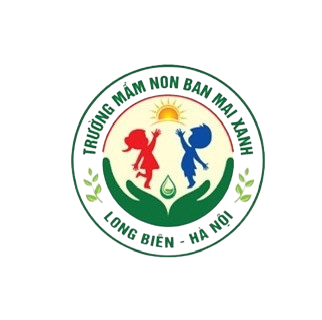 TRƯỜNG MẦM NON BAN MAI XANH
LONG BIÊN - HÀ NỘI